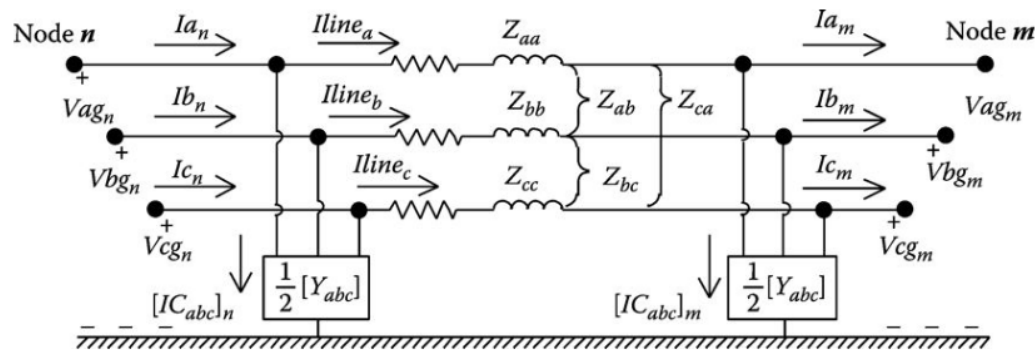 Node n Ia_n Iline_a Z_aa Ia_m Node m
+ +
Vag_n Ib_n Iline_b Z_bb Z_ab Z_ca Ib_m Vag_m
+ +
Vbg_n Ic_n Iline_c Z_cc Z_bc Ic_m Vbg_m
+ +
Vcg_n Vcg_m
[IC_abc]_n 1/2 [Y_abc] [IC_abc]_m 1/2 [Y_abc]